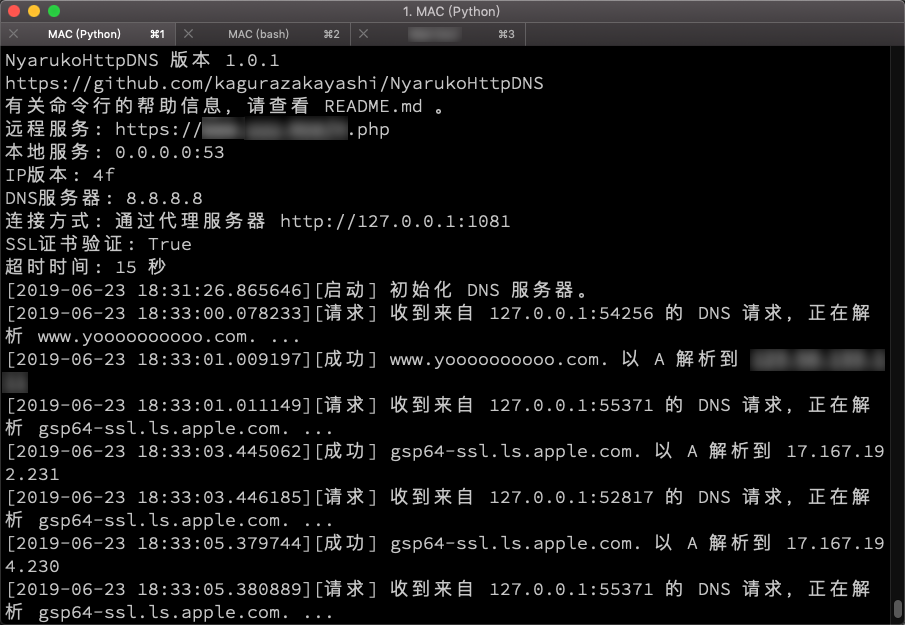 1. MAC (Python)
MAC (Python) ⌘1 MAC (bash) ⌘2 ⌘3
NyarukoHttpDNS 版本 1.0.1
https://github.com/kagurazakayashi/NyarukoHttpDNS
有关命令行的帮助信息，请查看 README.md 。
远程服务: https:// .php
本地服务: 0.0.0.0:53
IP版本: 4f
DNS服务器: 8.8.8.8
连接方式: 通过代理服务器 http://127.0.0.1:1081
SSL证书验证: True
超时时间: 15 秒
[2019-06-23 18:31:26.865646][启动] 初始化 DNS 服务器。
[2019-06-23 18:33:00.078233][请求] 收到来自 127.0.0.1:54256 的 DNS 请求, 正在解
析 www.yoooooooooo.com. ...
[2019-06-23 18:33:01.009197][成功] www.yoooooooooo.com. 以 A 解析到
[2019-06-23 18:33:01.011149][请求] 收到来自 127.0.0.1:55371 的 DNS 请求, 正在解
析 gsp64-ssl.ls.apple.com. ...
[2019-06-23 18:33:03.445062][成功] gsp64-ssl.ls.apple.com. 以 A 解析到 17.167.19
2.231
[2019-06-23 18:33:03.446185][请求] 收到来自 127.0.0.1:52817 的 DNS 请求, 正在解
析 gsp64-ssl.ls.apple.com. ...
[2019-06-23 18:33:05.379744][成功] gsp64-ssl.ls.apple.com. 以 A 解析到 17.167.19
4.230
[2019-06-23 18:33:05.380889][请求] 收到来自 127.0.0.1:55371 的 DNS 请求, 正在解
析 gsp64-ssl.ls.apple.com. ...